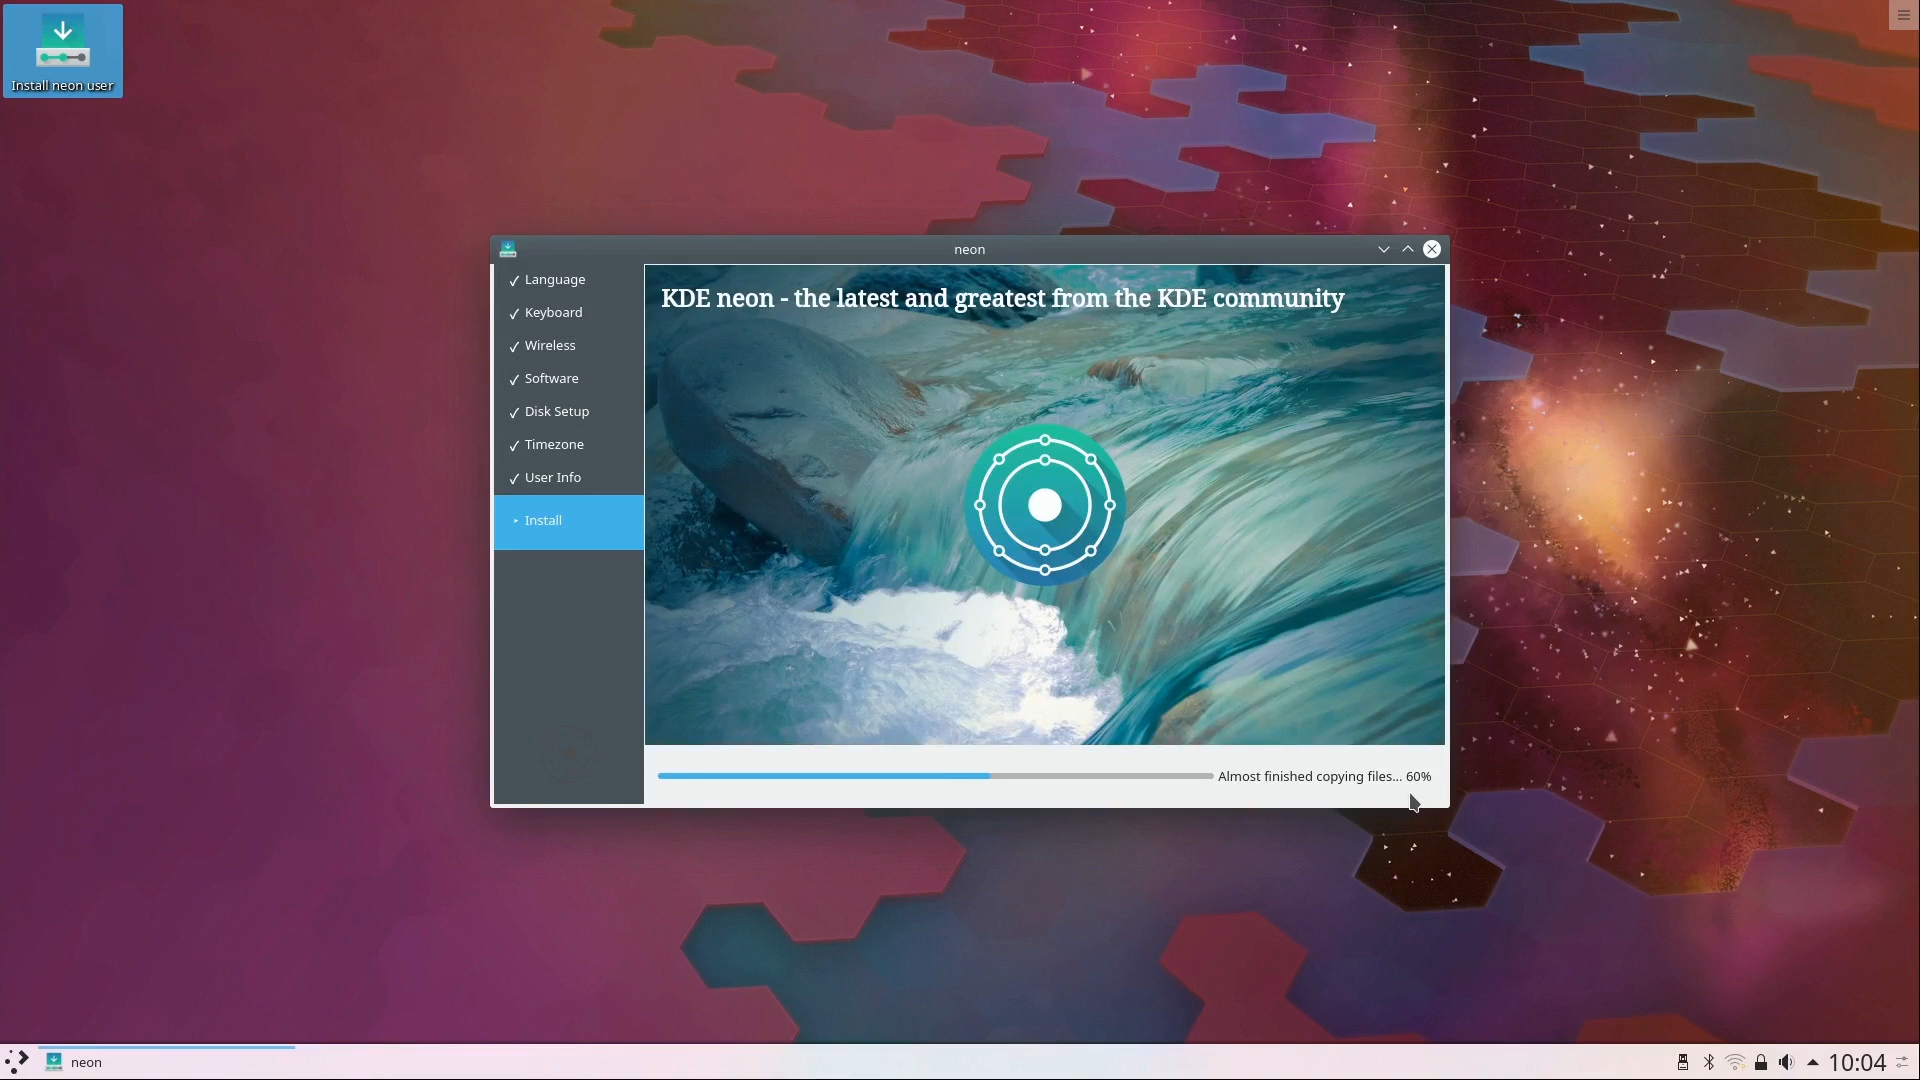 Install neon user
neon
Language
Keyboard
Wireless
Software
Disk Setup
Timezone
User Info
Install
KDE neon - the latest and greatest from the KDE community
Almost finished copying files... 60%
neon
10:04